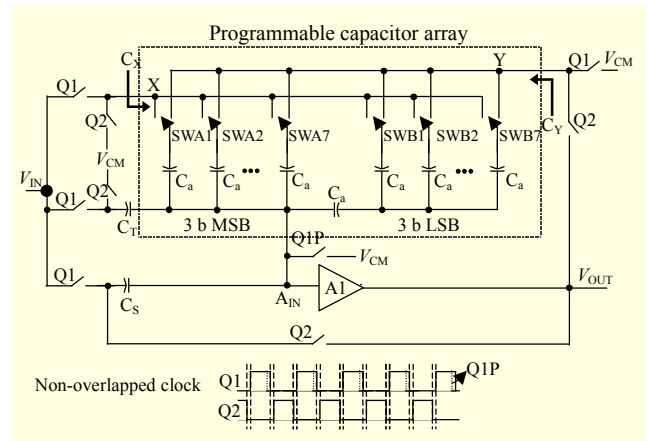 Programmable capacitor array
C_X
X
Y
Q1
V_CM
Q1
Q2
SWA1
SWA2
SWA7
SWB1
SWB2
SWB7
C_Y
Q2
V_CM
C_a
C_a
•••
C_a
C_a
C_a
•••
C_a
V_IN
Q1
Q2
C_T
3 b MSB
C_a
3 b LSB
Q1P
V_CM
Q1
C_S
A_IN
A1
V_OUT
Q2
Non-overlapped clock
Q1
Q1P
Q2